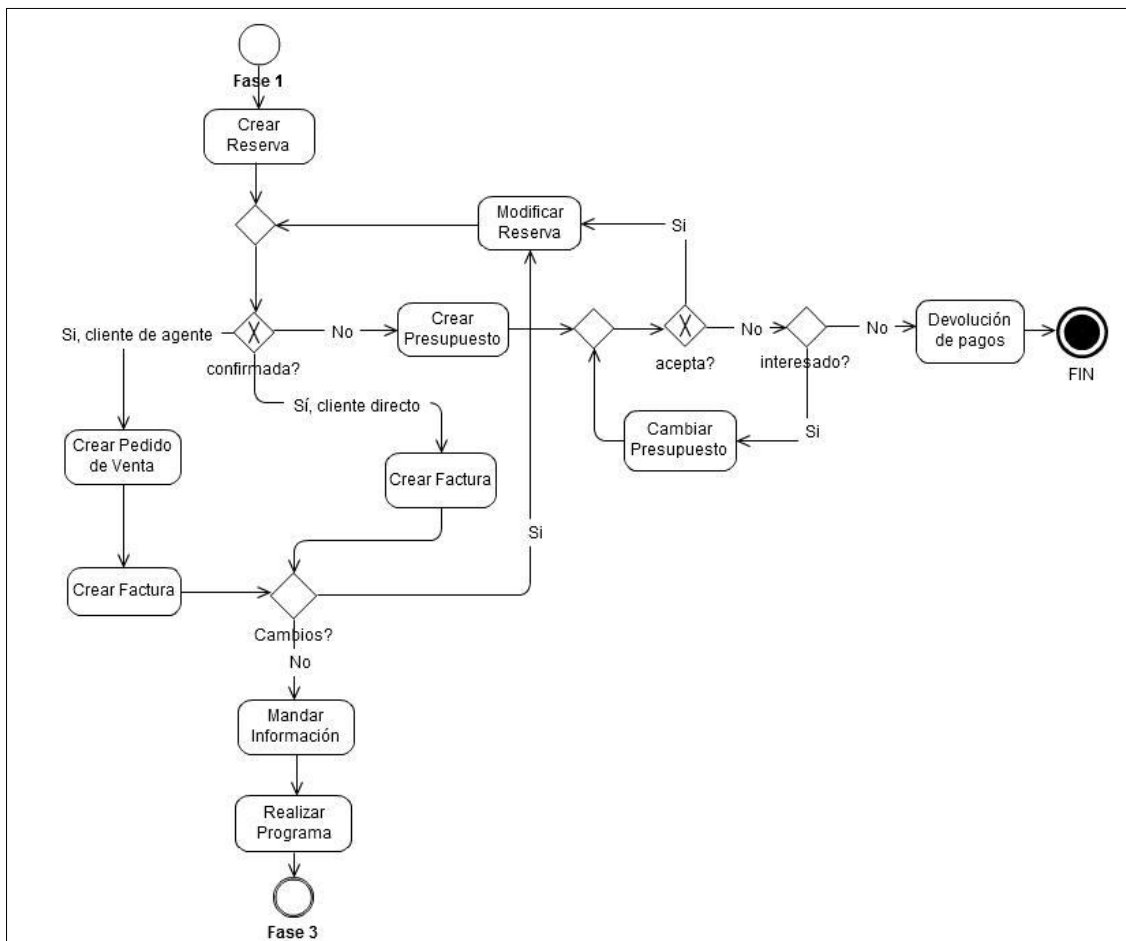 Fase 1
Crear
Reserva
Modificar
Reserva
Si
Si, cliente de agente
No
Crear
Presupuesto
No
No
Devolución
de pagos
confirmada?
acepta?
interesado?
FIN
Sí, cliente directo
Si
Crear Pedido
de Venta
Cambiar
Presupuesto
Crear Factura
Si
Crear Factura
Cambios?
No
Mandar
Información
Realizar
Programa
Fase 3